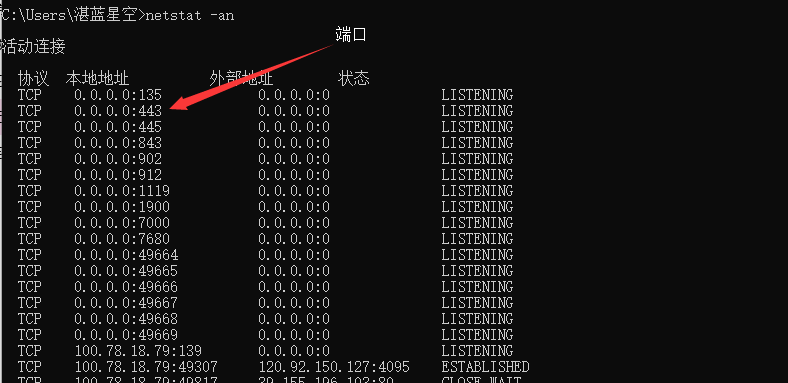 C:\Users\湛蓝星空>netstat -an
端口
活动连接
协议 本地地址 外部地址 状态
TCP 0.0.0.0:135 0.0.0.0:0 LISTENING
TCP 0.0.0.0:443 0.0.0.0:0 LISTENING
TCP 0.0.0.0:445 0.0.0.0:0 LISTENING
TCP 0.0.0.0:843 0.0.0.0:0 LISTENING
TCP 0.0.0.0:902 0.0.0.0:0 LISTENING
TCP 0.0.0.0:912 0.0.0.0:0 LISTENING
TCP 0.0.0.0:1119 0.0.0.0:0 LISTENING
TCP 0.0.0.0:1900 0.0.0.0:0 LISTENING
TCP 0.0.0.0:7000 0.0.0.0:0 LISTENING
TCP 0.0.0.0:7680 0.0.0.0:0 LISTENING
TCP 0.0.0.0:49664 0.0.0.0:0 LISTENING
TCP 0.0.0.0:49665 0.0.0.0:0 LISTENING
TCP 0.0.0.0:49666 0.0.0.0:0 LISTENING
TCP 0.0.0.0:49667 0.0.0.0:0 LISTENING
TCP 0.0.0.0:49668 0.0.0.0:0 LISTENING
TCP 0.0.0.0:49669 0.0.0.0:0 LISTENING
TCP 100.78.18.79:139 0.0.0.0:0 LISTENING
TCP 100.78.18.79:49307 120.92.150.127:4095 ESTABLISHED
TCP 100.78.18.79:49817 CLOSE_WAIT